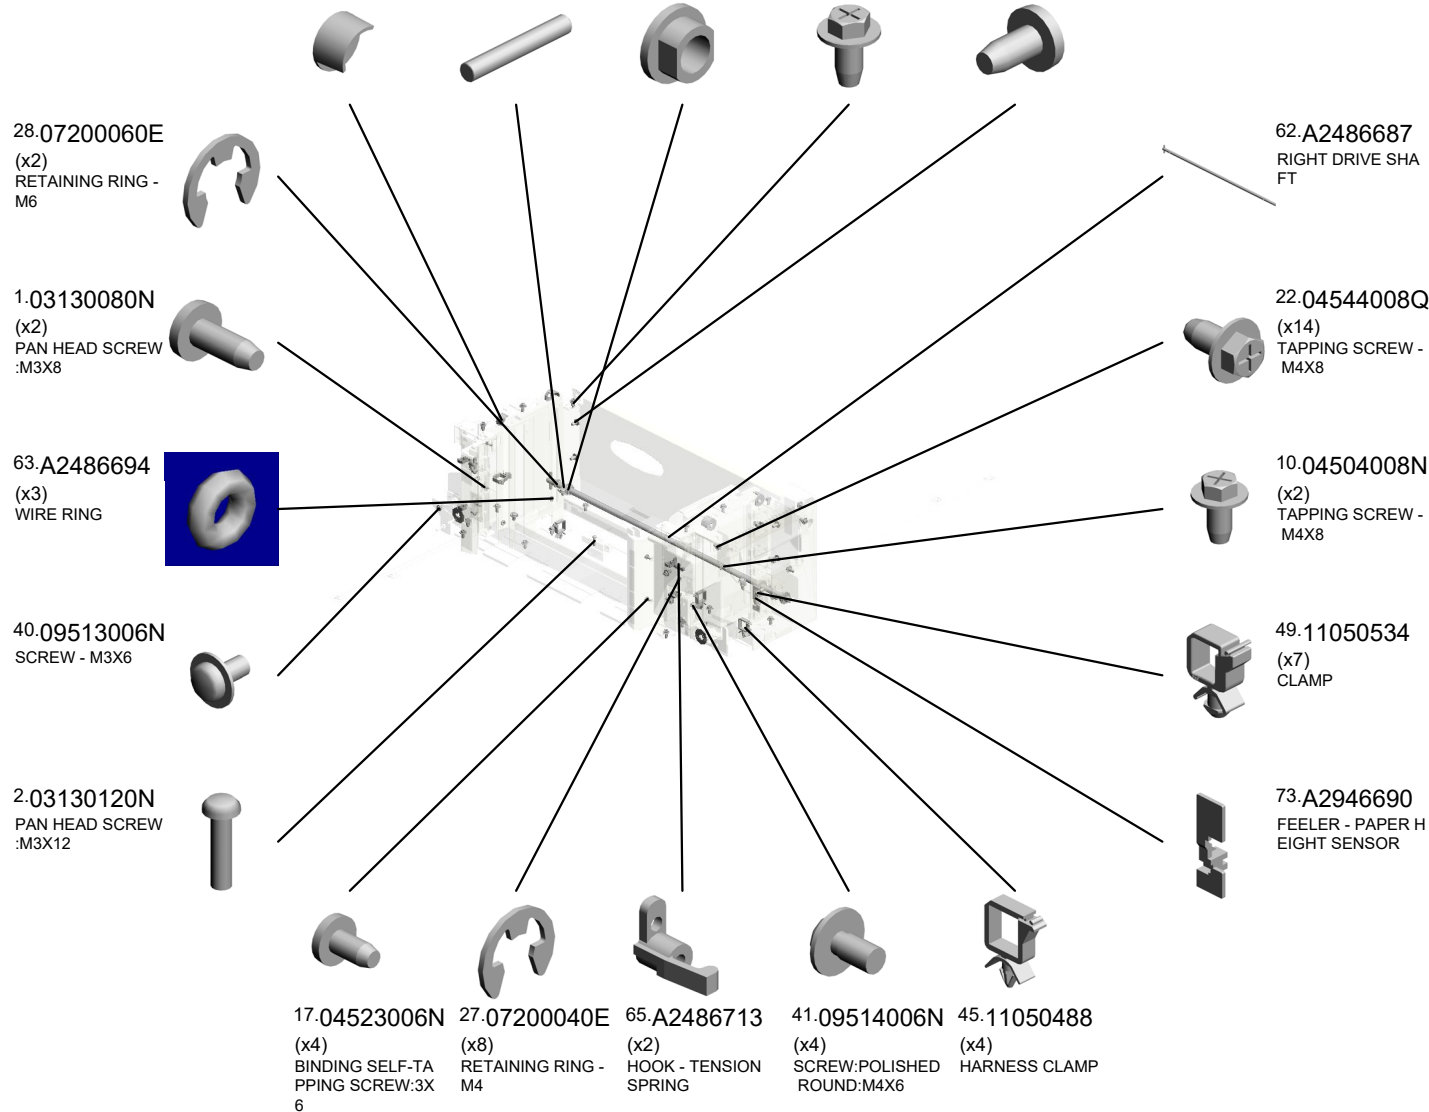 28.07200060E
(x2)
RETAINING RING -
M6
62.A2486687
RIGHT DRIVE SHA
FT
1.03130080N
(x2)
PAN HEAD SCREW
:M3X8
22.04544008Q
(x14)
TAPPING SCREW -
M4X8
63.A2486694
(x3)
WIRE RING
10.04504008N
(x2)
TAPPING SCREW -
M4X8
40.09513006N
SCREW - M3X6
49.11050534
(x7)
CLAMP
2.03130120N
PAN HEAD SCREW
:M3X12
73.A2946690
FEELER - PAPER H
EIGHT SENSOR
17.04523006N
(x4)
BINDING SELF-TA
PPING SCREW:3X
6
27.07200040E
(x8)
RETAINING RING -
M4
65.A2486713
(x2)
HOOK - TENSION
SPRING
41.09514006N
(x4)
SCREW:POLISHED
ROUND:M4X6
45.11050488
(x4)
HARNESS CLAMP